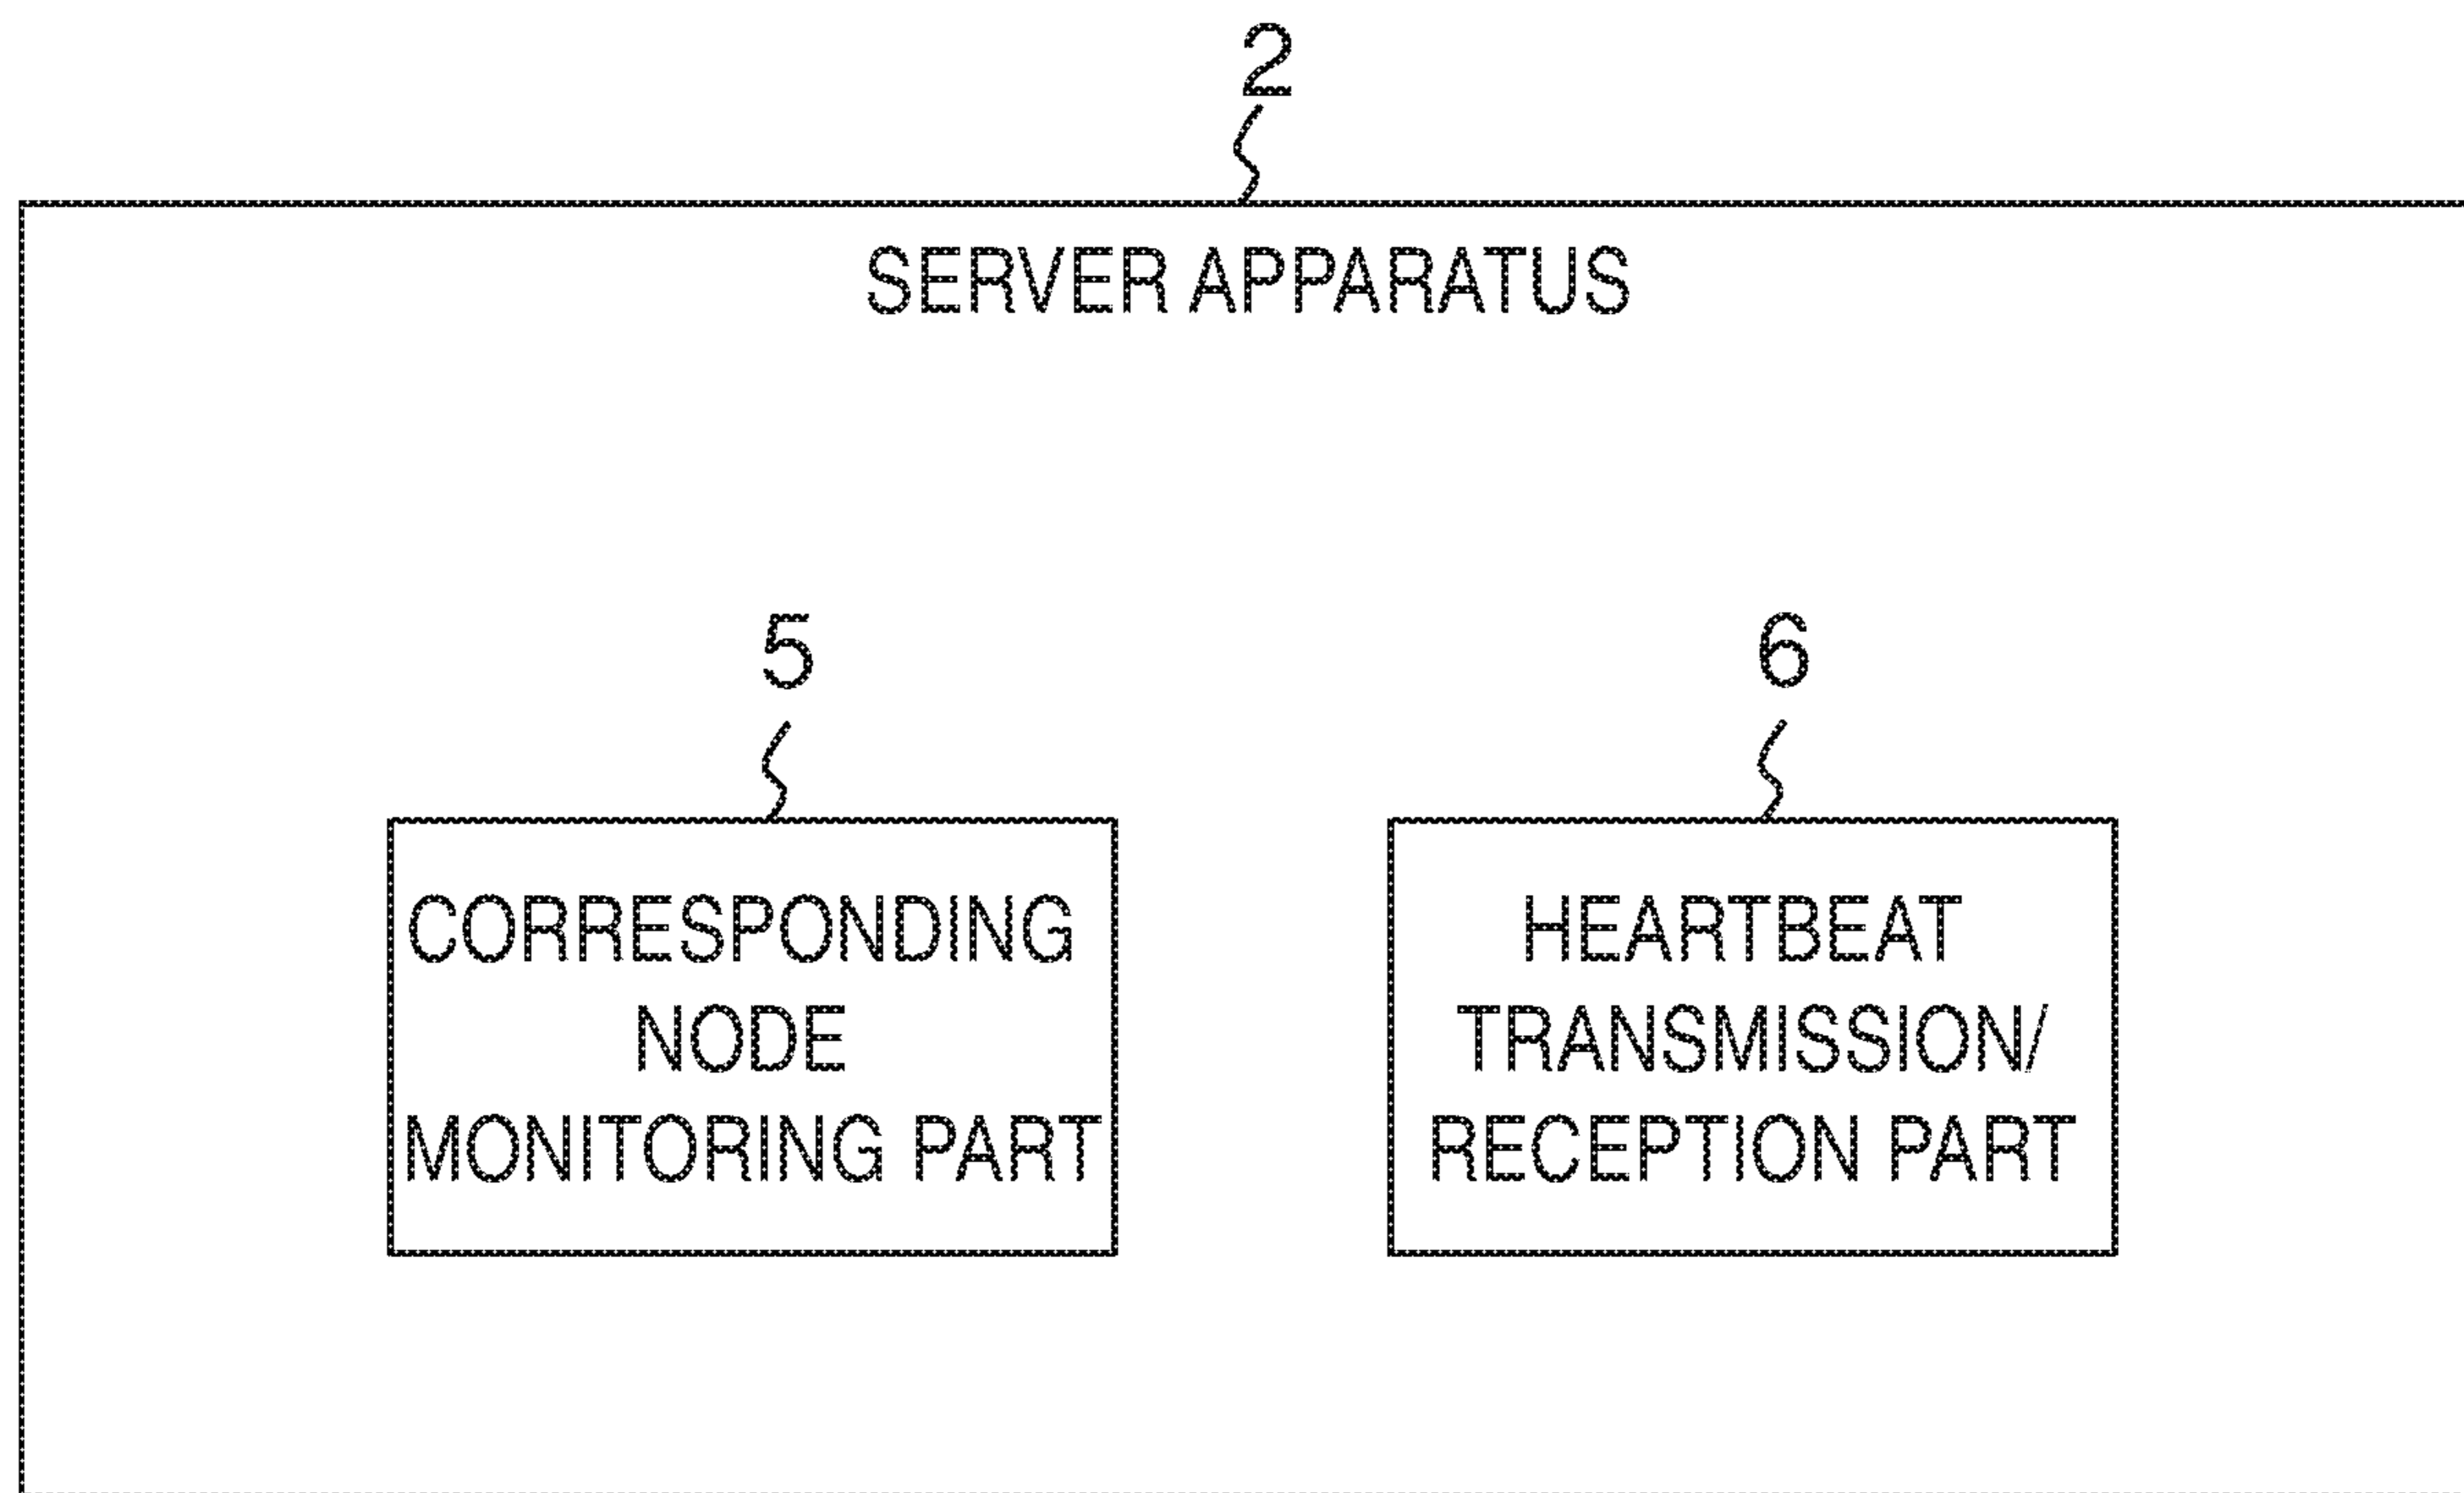 2
SERVER APPARATUS
5
6
CORRESPONDING
NODE
MONITORING PART
HEARTBEAT
TRANSMISSION/
RECEPTION PART